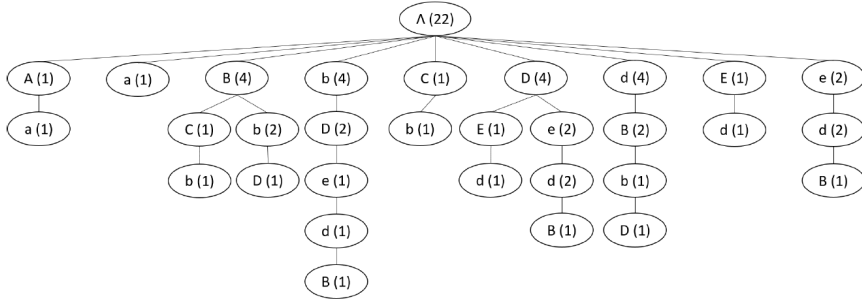 Λ (22)
A (1) a (1) B (4) b (4) C (1) D (4) d (4) E (1) e (2)
a (1) C (1) b (2) D (2) b (1) E (1) e (2) B (2) d (1) d (2)
b (1) D (1) e (1) d (1) d (2) b (1) B (1)
d (1) B (1) D (1)
B (1)